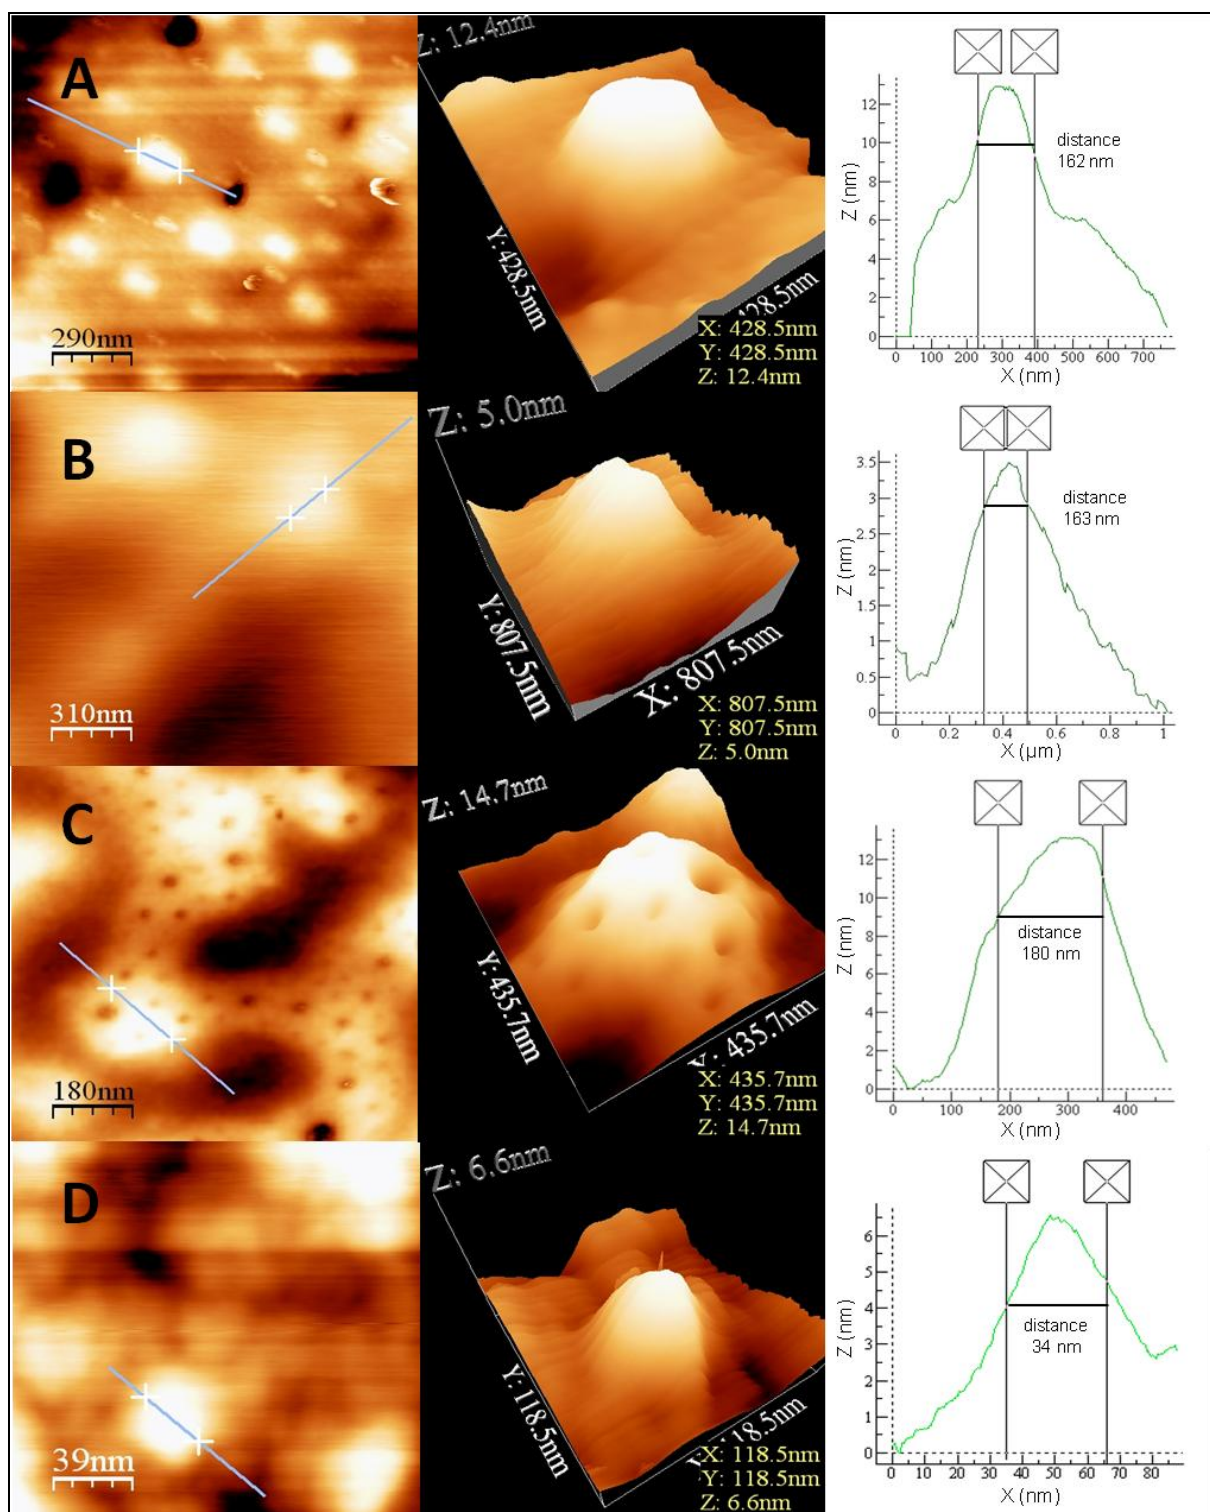 A
290nm
Z: 12.4nm
Y: 428.5nm
428.5nm
X: 428.5nm
Y: 428.5nm
Z: 12.4nm
Z (nm)
12
10
8
6
4
2
0
distance
162 nm
0 100 200 300 400 500 600 700
X (nm)
B
310nm
Z: 5.0nm
Y: 807.5nm
X: 807.5nm
X: 807.5nm
Y: 807.5nm
Z: 5.0nm
Z (nm)
3.5
3
2.5
2
1.5
1
0.5
0
distance
163 nm
0 0.2 0.4 0.6 0.8 1
X (µm)
C
180nm
Z: 14.7nm
Y: 435.7nm
435.7nm
X: 435.7nm
Y: 435.7nm
Z: 14.7nm
Z (nm)
12
10
8
6
4
2
0
distance
180 nm
0 100 200 300 400
X (nm)
D
39nm
Z: 6.6nm
Y: 118.5nm
18.5nm
X: 118.5nm
Y: 118.5nm
Z: 6.6nm
Z (nm)
6
5
4
3
2
1
0
distance
34 nm
0 10 20 30 40 50 60 70 80
X (nm)